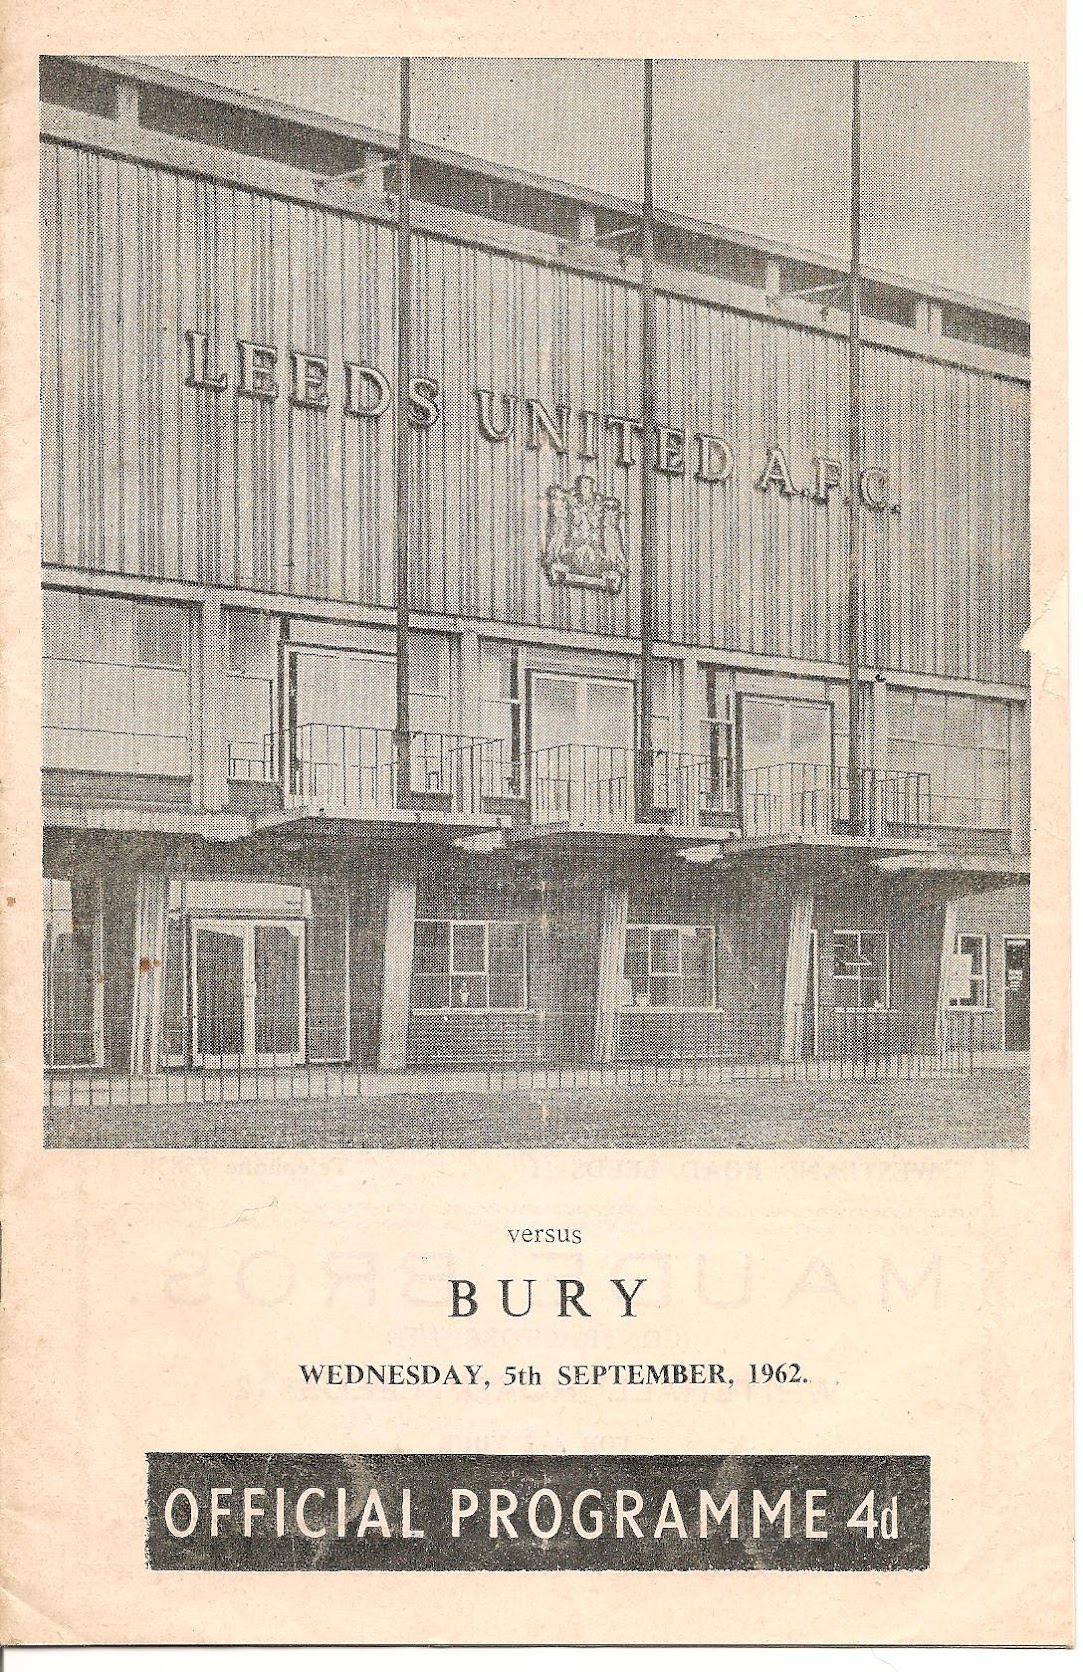 LEEDS UNITED A.F.C.
versus
BURY
WEDNESDAY, 5th SEPTEMBER, 1962.
OFFICIAL PROGRAMME 4d